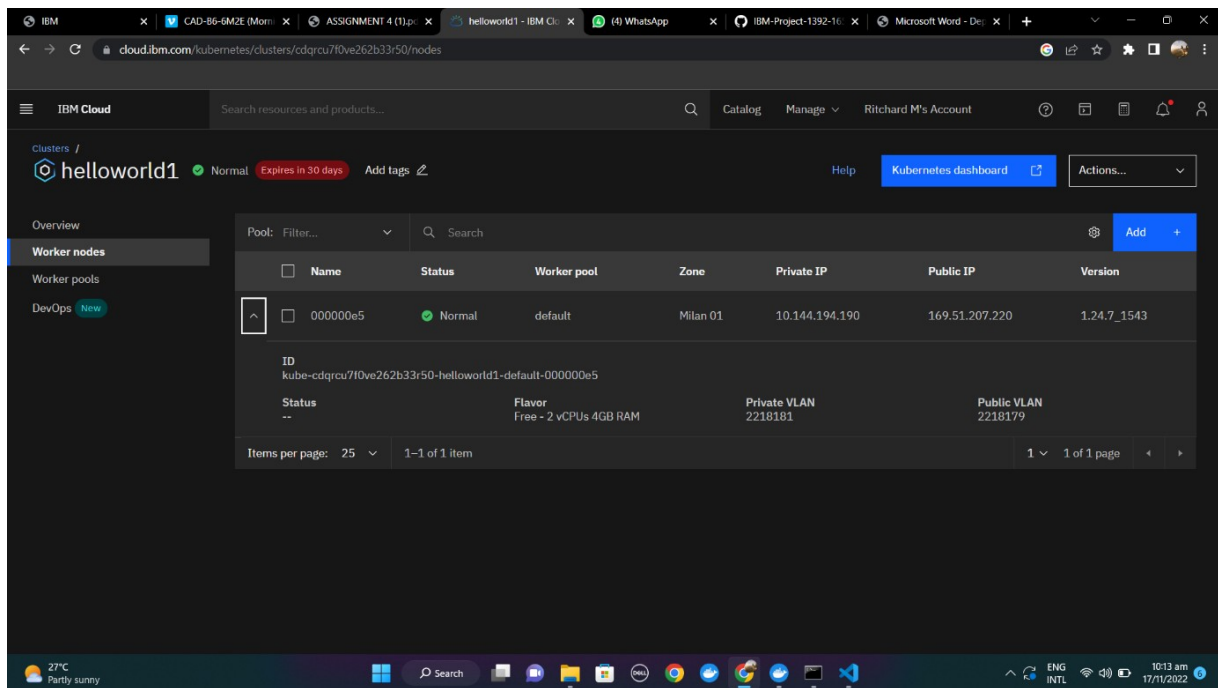 IBM
CAD-B6-6M2E (Morni
ASSIGNMENT 4 (1).pc
helloworld1 - IBM Clo
(4) WhatsApp
IBM-Project-1392-16
Microsoft Word - Dep
cloud.ibm.com/kubernetes/clusters/cdqrcu7f0ve262b33r50/nodes
IBM Cloud
Search resources and products...
Catalog
Manage
Ritchard M's Account
Clusters /
helloworld1
Normal
Expires in 30 days
Add tags
Help
Kubernetes dashboard
Actions...
Overview
Worker nodes
Worker pools
DevOps New
Pool: Filter...
Search
Add +
Name Status Worker pool Zone Private IP Public IP Version
000000e5 Normal default Milan 01 10.144.194.190 169.51.207.220 1.24.7_1543
ID
kube-cdqrcu7f0ve262b33r50-helloworld1-default-000000e5
Status Flavor Private VLAN Public VLAN
-- Free - 2 vCPUs 4GB RAM 2218181 2218179
Items per page: 25 1–1 of 1 item 1 1 of 1 page
27°C
Partly sunny
Search
DELL
ENG
INTL
10:13 am
17/11/2022
6